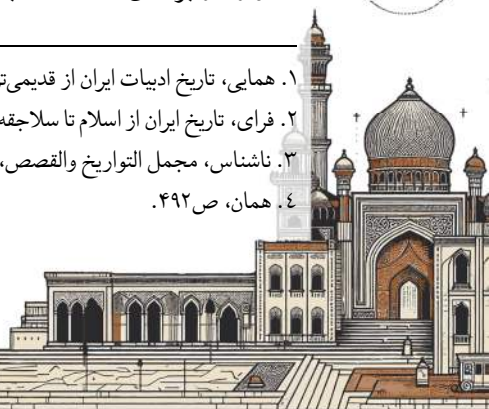 ۱. همایی، تاریخ ادبیات ایران از قدیمی‌
۲. فرای، تاریخ ایران از اسلام تا سلاجقه
۳. ناشناس، مجمل التواریخ والقصص،
۴. همان، ص۴۹۲.